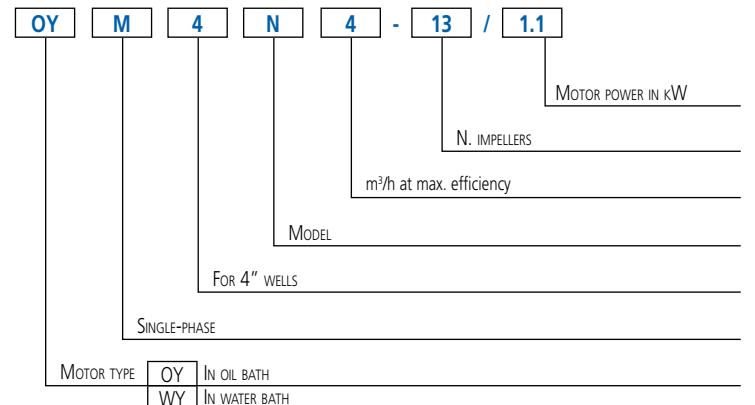 OY M 4 N 4 - 13 / 1.1
Motor power in kW
N. impellers
m³/h at max. efficiency
Model
For 4" wells
Single-phase
Motor type OY In oil bath
WY In water bath